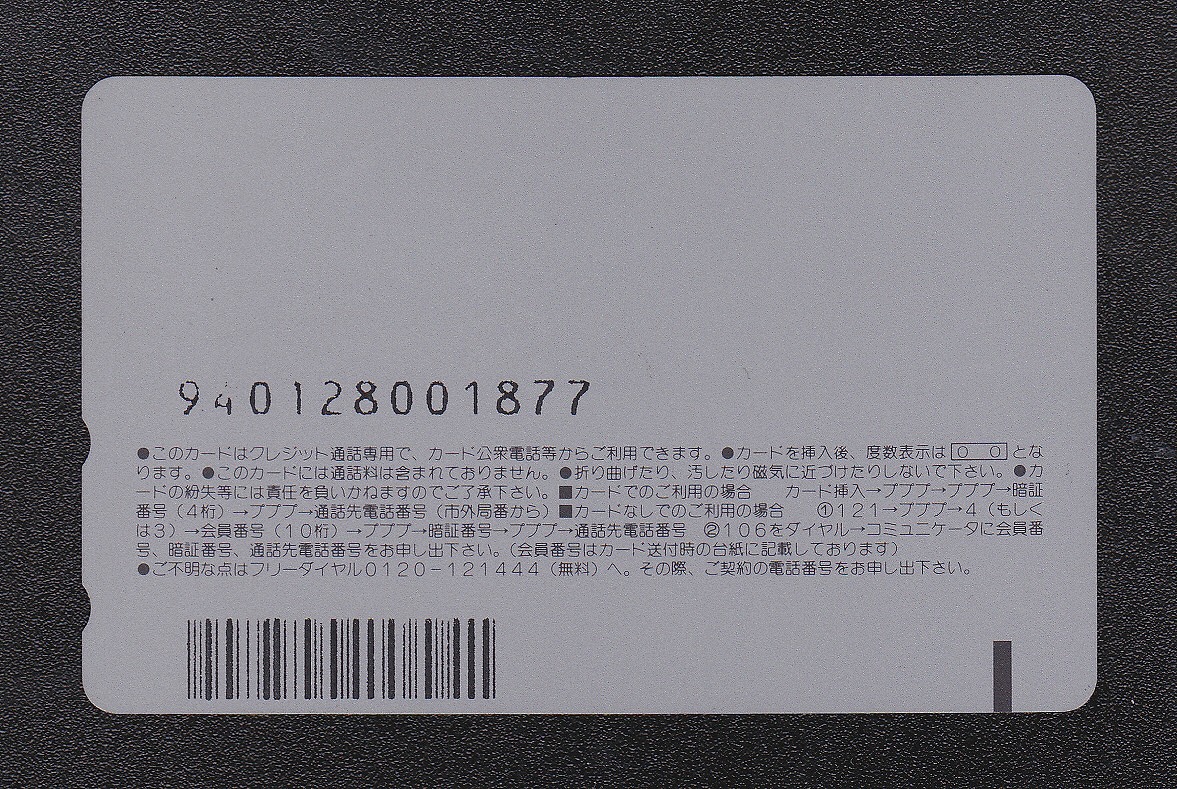 940128001877
●このカードはクレジット通話専用で、カード公衆電話等からご利用できます。●カードを挿入後、度数表示は０　０とな
ります。●このカードには通話料は含まれておりません。●折り曲げたり、汚したり磁気に近づけたりしないで下さい。●カ
ードの紛失等には責任を負いかねますのでご了承下さい。■カードでのご利用の場合　カード挿入→プププ→プププ→暗証
番号（4桁）→プププ→通話先電話番号（市外局番から）■カードなしでのご利用の場合　①121→プププ→4（もしく
は3）→会員番号（10桁）→プププ→暗証番号→プププ→通話先電話番号　②106をダイヤル→コミュニケータに会員番
号、暗証番号、通話先電話番号をお申し出下さい。（会員番号はカード送付時の台紙に記載しております）
●ご不明な点はフリーダイヤル0120－121444（無料）へ。その際、ご契約の電話番号をお申し出下さい。